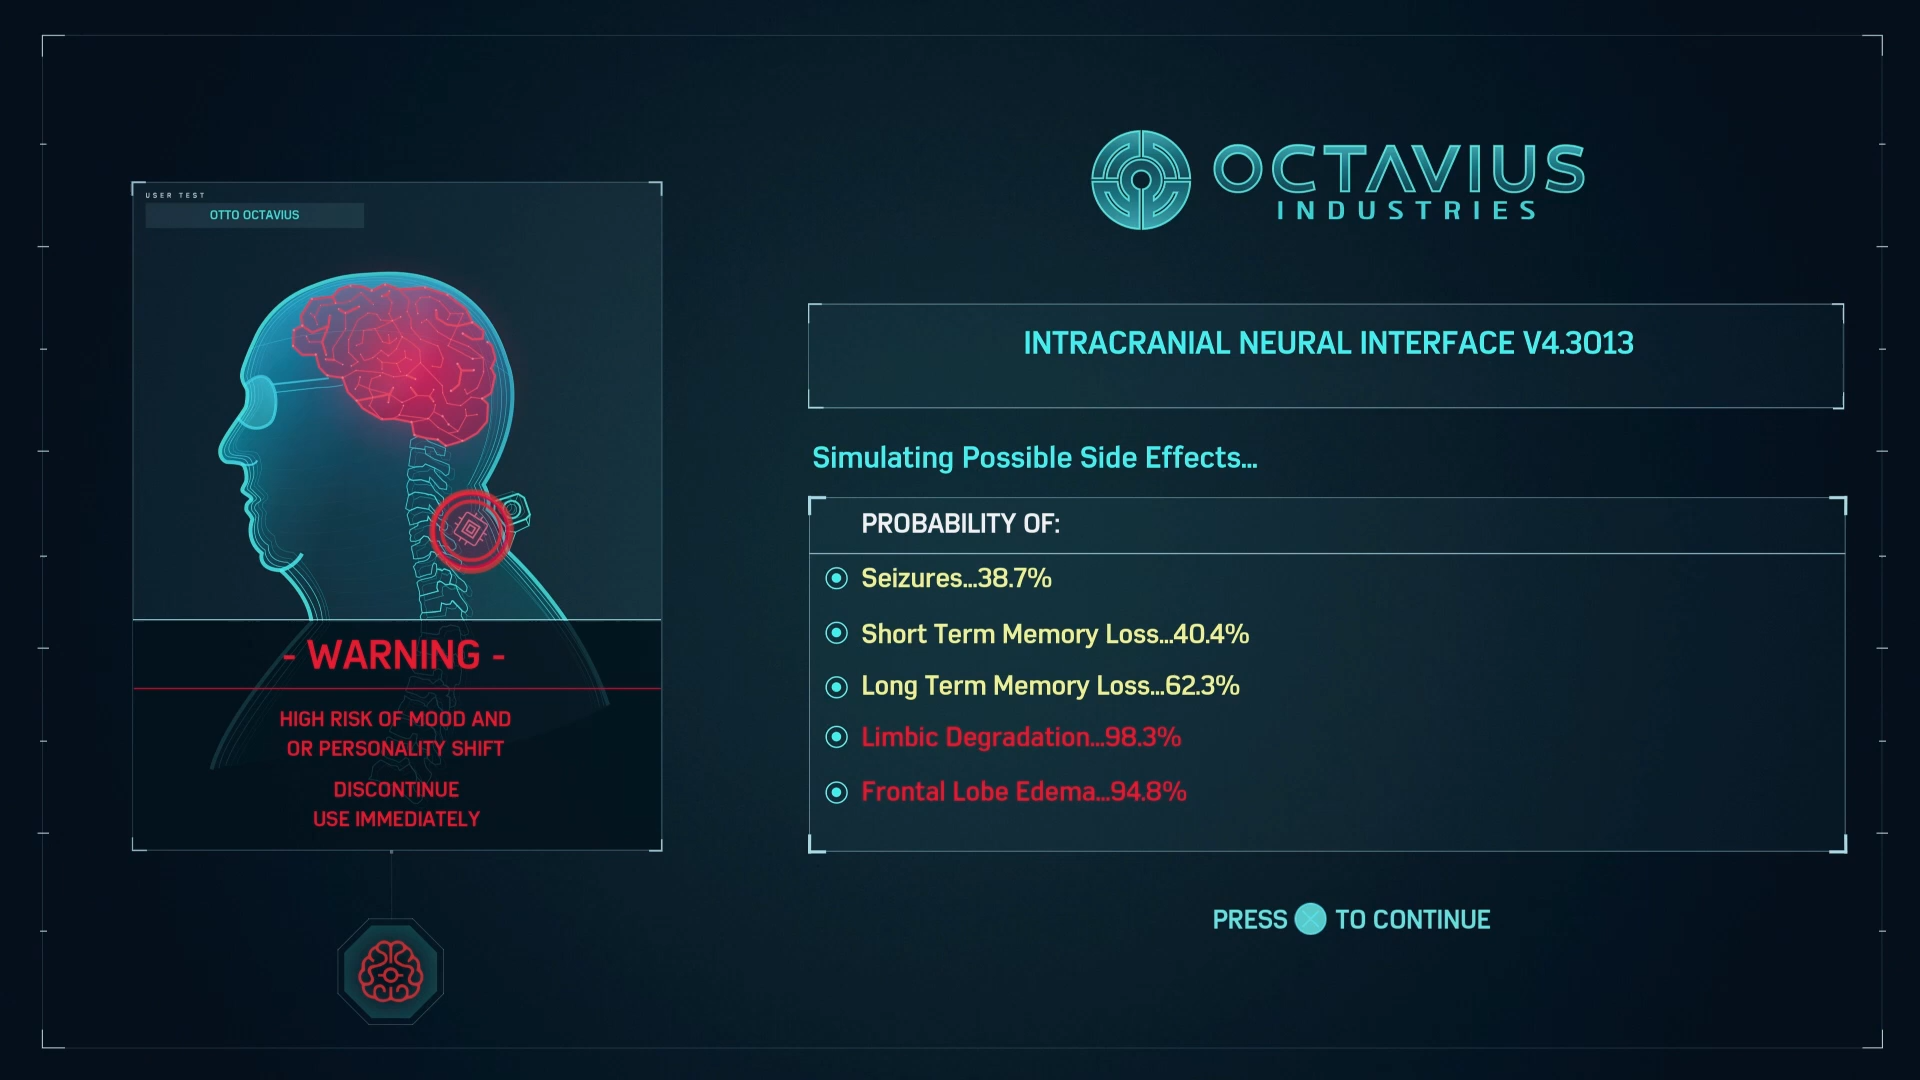 USER TEST
OTTO OCTAVIUS
- WARNING -
HIGH RISK OF MOOD AND
OR PERSONALITY SHIFT
DISCONTINUE
USE IMMEDIATELY
OCTAVIUS
INDUSTRIES
INTRACRANIAL NEURAL INTERFACE V4.3013
Simulating Possible Side Effects...
PROBABILITY OF:
Seizures...38.7%
Short Term Memory Loss...40.4%
Long Term Memory Loss...62.3%
Limbic Degradation...98.3%
Frontal Lobe Edema...94.8%
PRESS TO CONTINUE